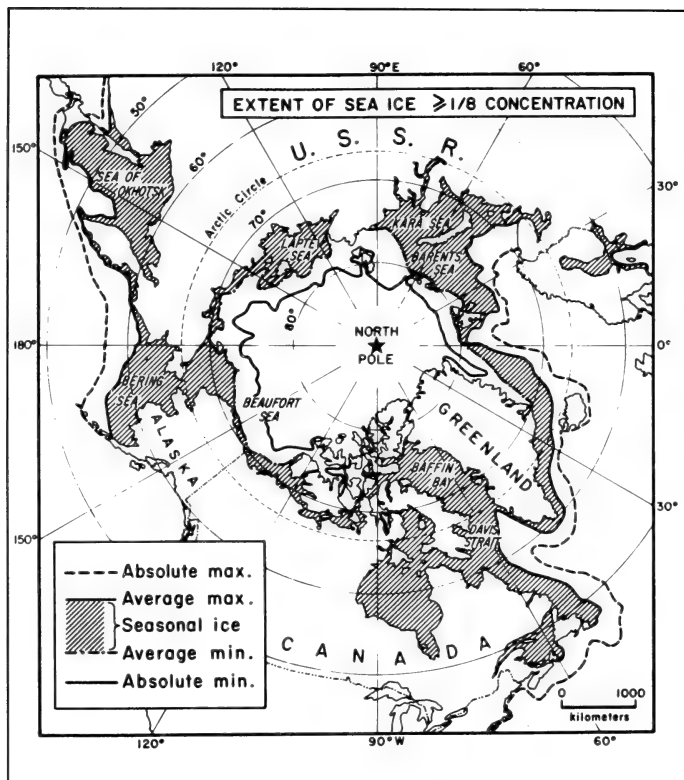 90°E
60°
EXTENT OF SEA ICE ⩾1/8 CONCENTRATION
50°
150°
60°
U. S. S. R.
SEA OF
OKHOTSK
Arctic Circle
70°
30°
KARA SEA
LAPTEV
SEA
BARENTS
SEA
80°
NORTH
POLE
180°
0°
BERING
SEA
BEAUFORT
SEA
ALASKA
GREENLAND
BAFFIN
BAY
DAVIS
STRAIT
30°
150°
Absolute max.
Average max.
Seasonal ice
Average min.
Absolute min.
CANADA
0 1000
kilometers
120°
90°W
60°